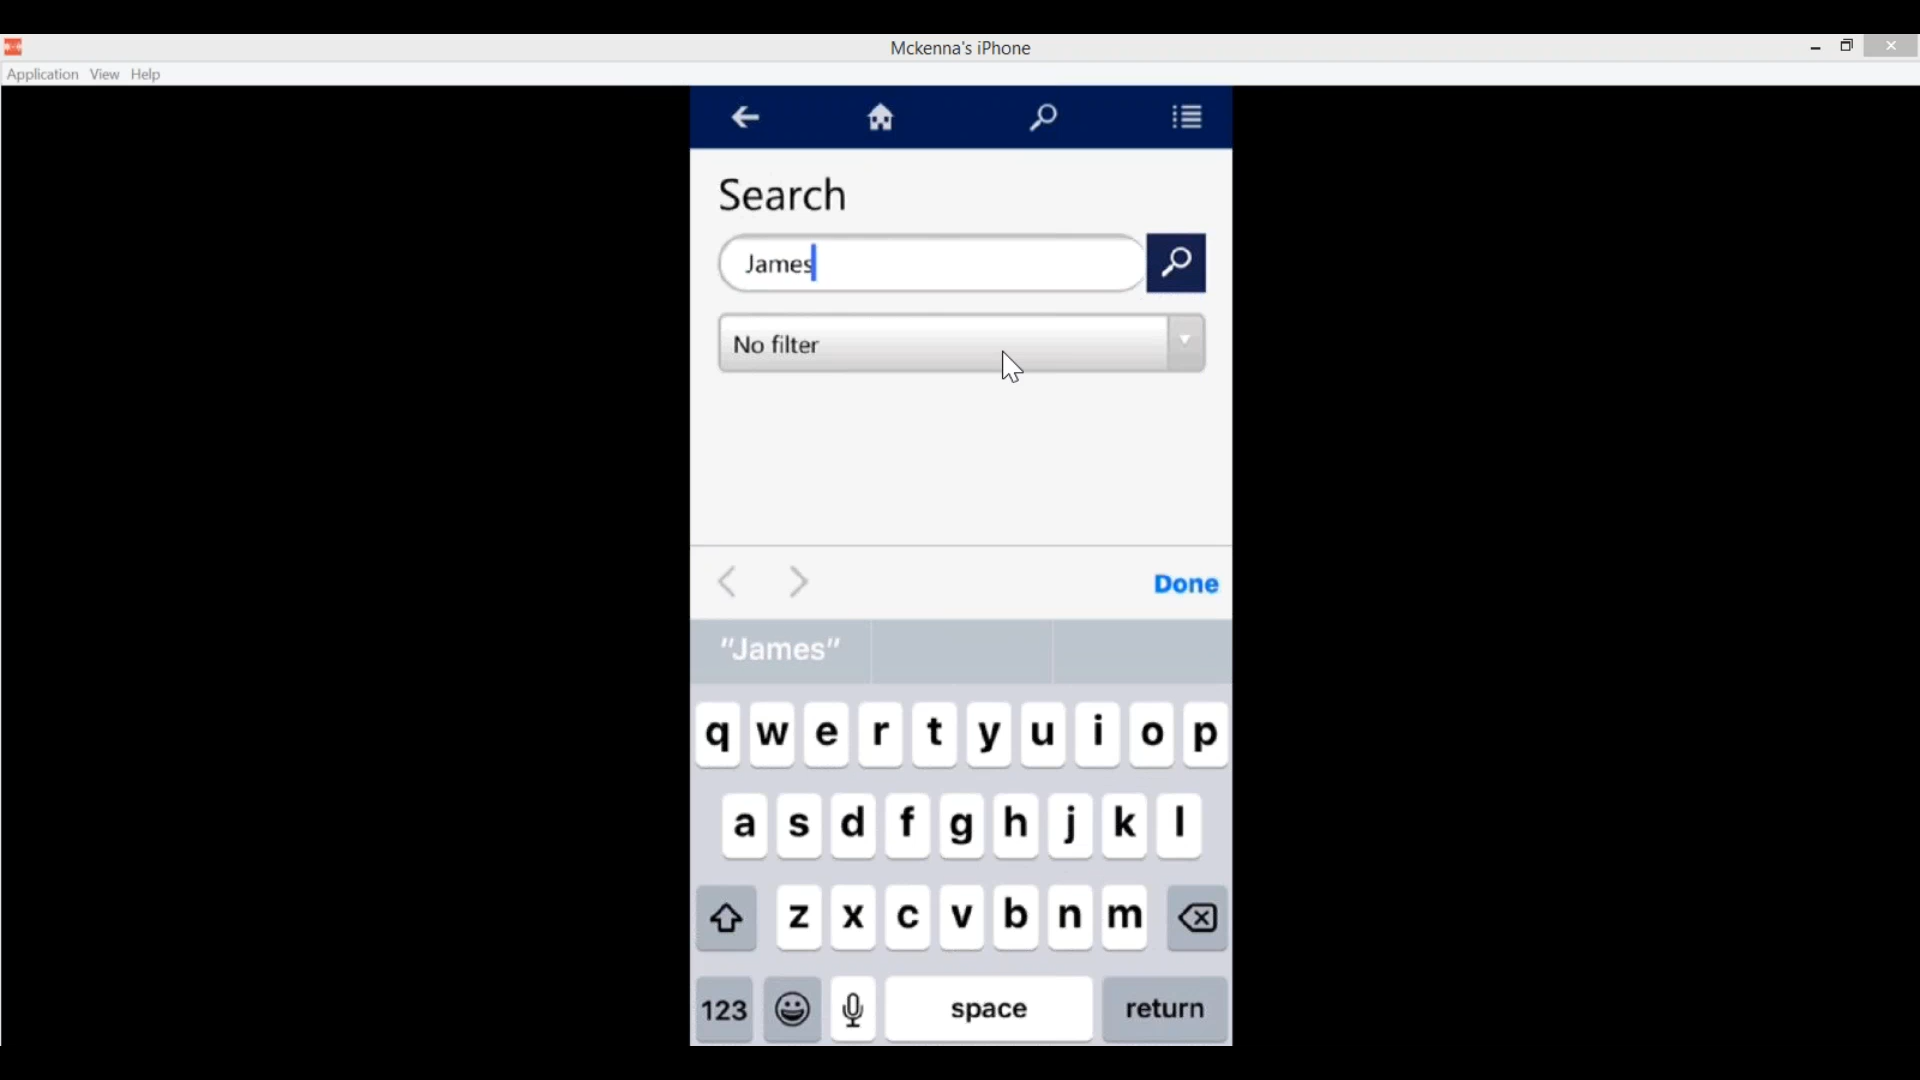 Mckenna's iPhone
Application View Help
Search
James
No filter
Done
"James"
q w e r t y u i o p
a s d f g h j k l
z x c v b n m
123 space return